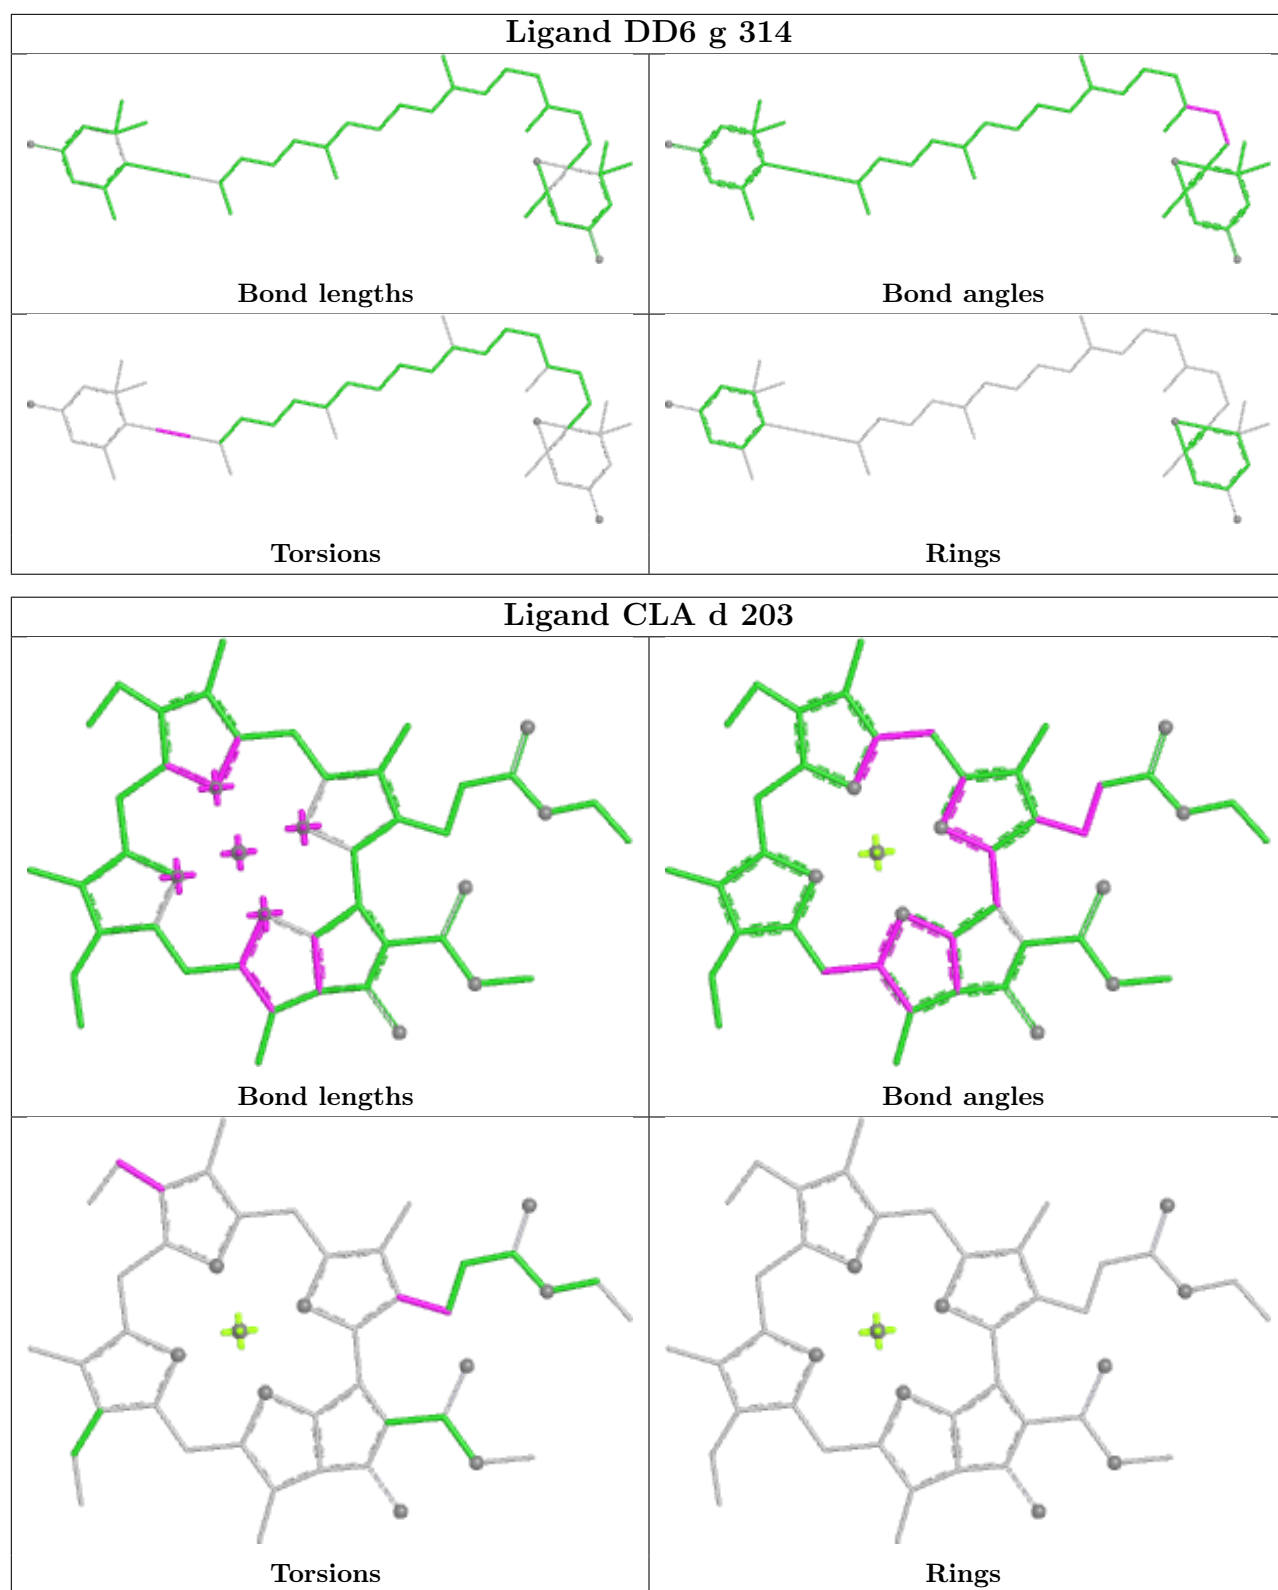 Ligand DD6 g 314
Bond lengths
Bond angles
Torsions
Rings
Ligand CLA d 203
Bond lengths
Bond angles
Torsions
Rings